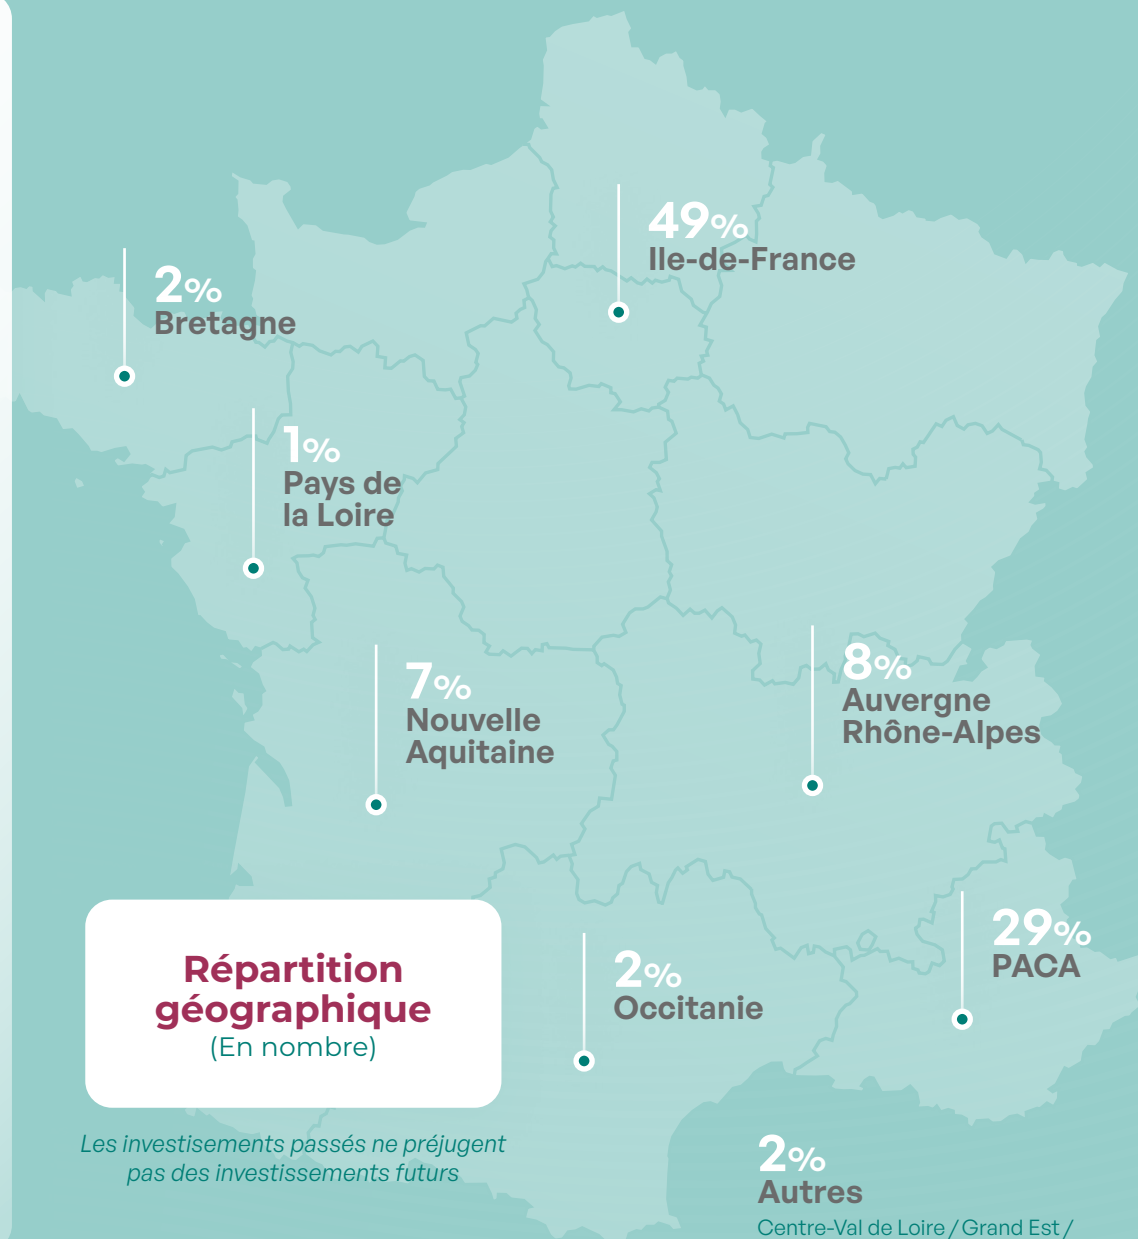 49%
Ile-de-France
2%
Bretagne
1%
Pays de
la Loire
7%
Nouvelle
Aquitaine
8%
Auvergne
Rhône-Alpes
29%
PACA
2%
Occitanie
Répartition
géographique
(En nombre)
Les investisements passés ne préjugent
pas des investissements futurs
2%
Autres
Centre-Val de Loire / Grand Est /